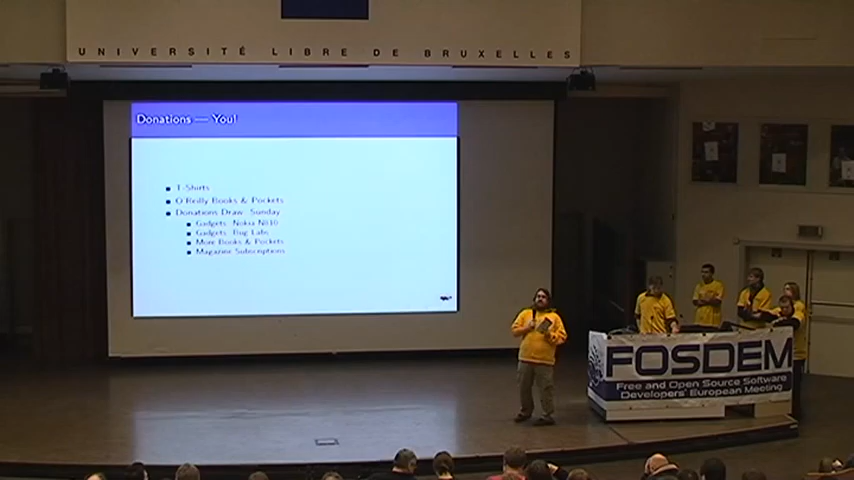 UNIVERSITÉ LIBRE DE BRUXELLES
Donations — You!
T-Shirts
O'Reilly Books & Pockets
Donations Draw: Sunday
Gadgets: Nokia N810
Gadgets: Bug Labs
More Books & Pockets
Magazine Subscriptions
FOSDEM
Free and Open Source Software
Developers' European Meeting